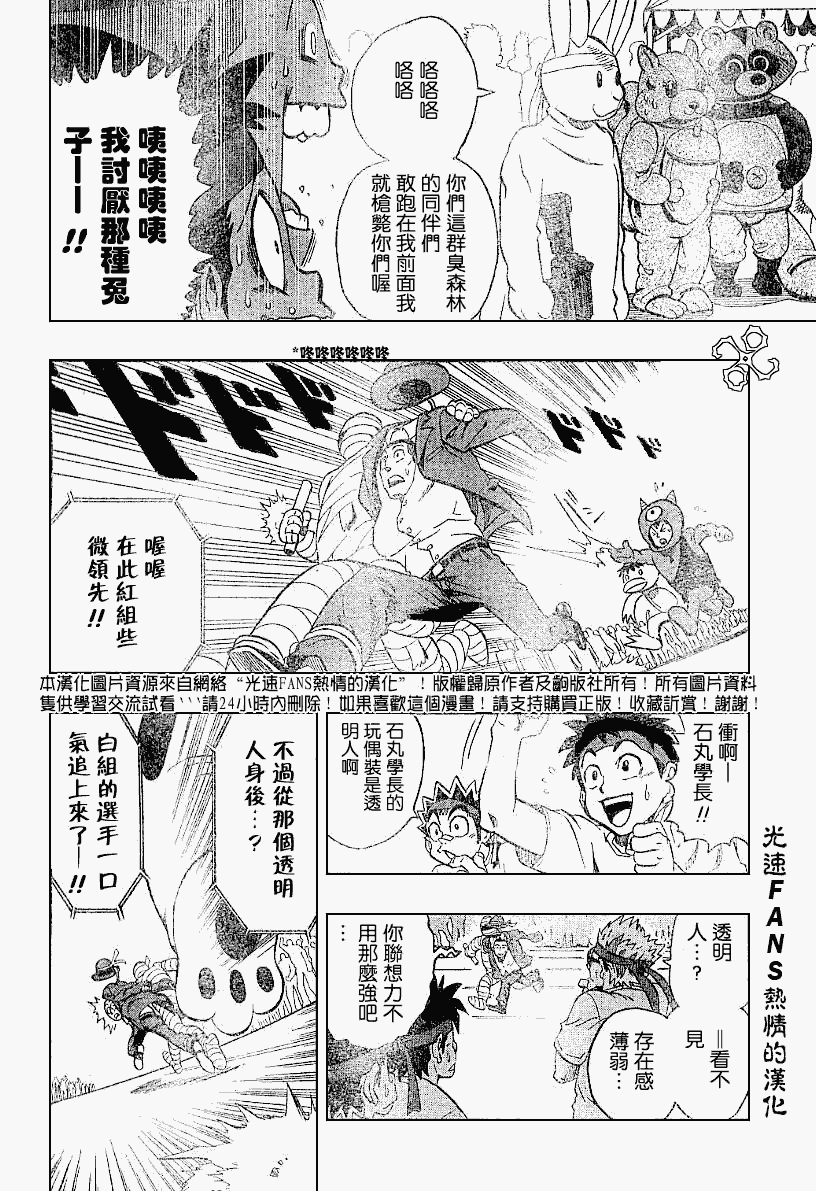 咯咯咯
咯咯
你們這群臭森林
的同伴們
敢跑在我前面我
就槍斃你們喔
咦咦咦咦
我討厭那種兔
子——!!
*咚咚咚咚咚咚
ドドド
ドドドド
喔喔
在此紅組些
微領先!!
本漢化圖片資源來自網絡“光速FANS熱情的漢化”！版權歸原作者及齣版社所有！所有圖片資料
隻供學習交流試看```請24小時內刪除！如果喜歡這個漫畫！請支持購買正版！收藏訢賞！謝謝！
衝啊—
石丸學長!!
石丸學長的
玩偶裝是透
明人啊
透明
人…?
=看不
見
存在感
薄弱…
你聯想力不
用那麼強吧
…
不過從那個透明
人身後…?
白組的選手一口
氣追上來了—!!
光速FANS熱情的漢化